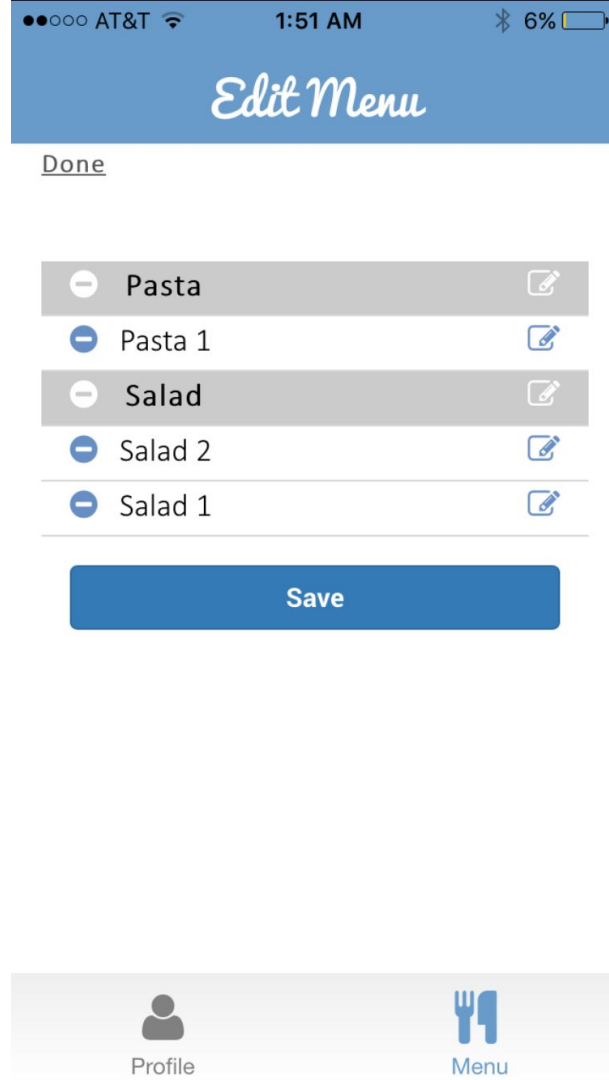 AT&T 1:51 AM 6%
Edit Menu
Done
Pasta
Pasta 1
Salad
Salad 2
Salad 1
Save
Profile Menu